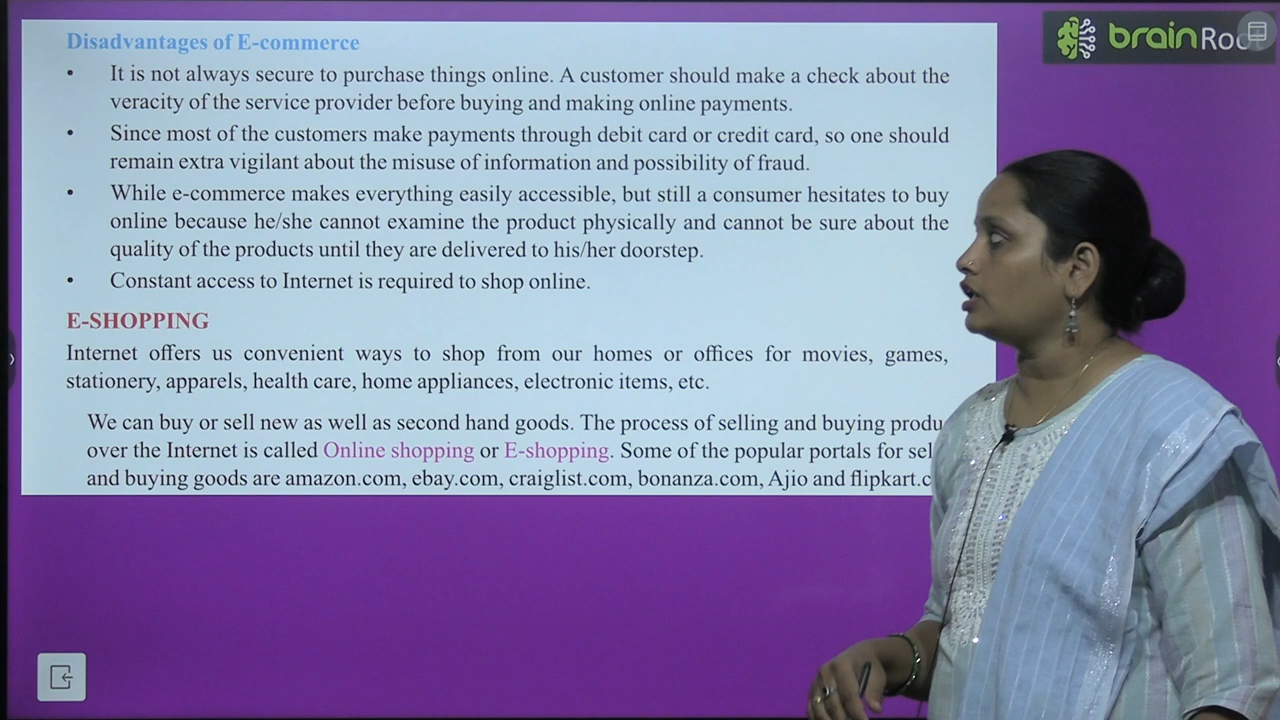 Disadvantages of E-commerce
• It is not always secure to purchase things online. A customer should make a check about the
veracity of the service provider before buying and making online payments.
• Since most of the customers make payments through debit card or credit card, so one should
remain extra vigilant about the misuse of information and possibility of fraud.
• While e-commerce makes everything easily accessible, but still a consumer hesitates to buy
online because he/she cannot examine the product physically and cannot be sure about the
quality of the products until they are delivered to his/her doorstep.
• Constant access to Internet is required to shop online.
E-SHOPPING
Internet offers us convenient ways to shop from our homes or offices for movies, games,
stationery, apparels, health care, home appliances, electronic items, etc.
We can buy or sell new as well as second hand goods. The process of selling and buying
over the Internet is called Online shopping or E-shopping. Some of the popular portals for
and buying goods are amazon.com, ebay.com, craiglist.com, bonanza.com, Ajio and
brain